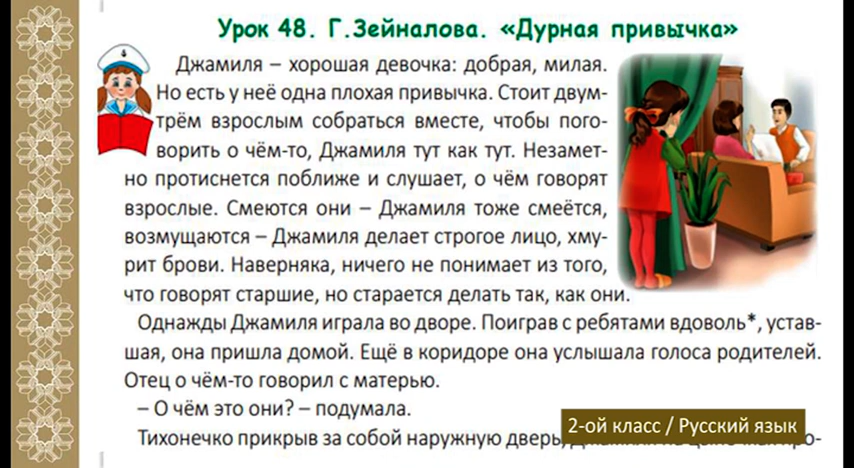 Урок 48. Г.Зейналова. «Дурная привычка»
Джамиля – хорошая девочка: добрая, милая.
Но есть у неё одна плохая привычка. Стоит двум-
трём взрослым собраться вместе, чтобы пого-
ворить о чём-то, Джамиля тут как тут. Незамет-
но протиснется поближе и слушает, о чём говорят
взрослые. Смеются они – Джамиля тоже смеётся,
возмущаются – Джамиля делает строгое лицо, хму-
рит брови. Наверняка, ничего не понимает из того,
что говорят старшие, но старается делать так, как они.
Однажды Джамиля играла во дворе. Поиграв с ребятами вдоволь*, устав-
шая, она пришла домой. Ещё в коридоре она услышала голоса родителей.
Отец о чём-то говорил с матерью.
– О чём это они? – подумала.
Тихонечко прикрыв за собой наружную дверь,
2-ой класс / Русский язык